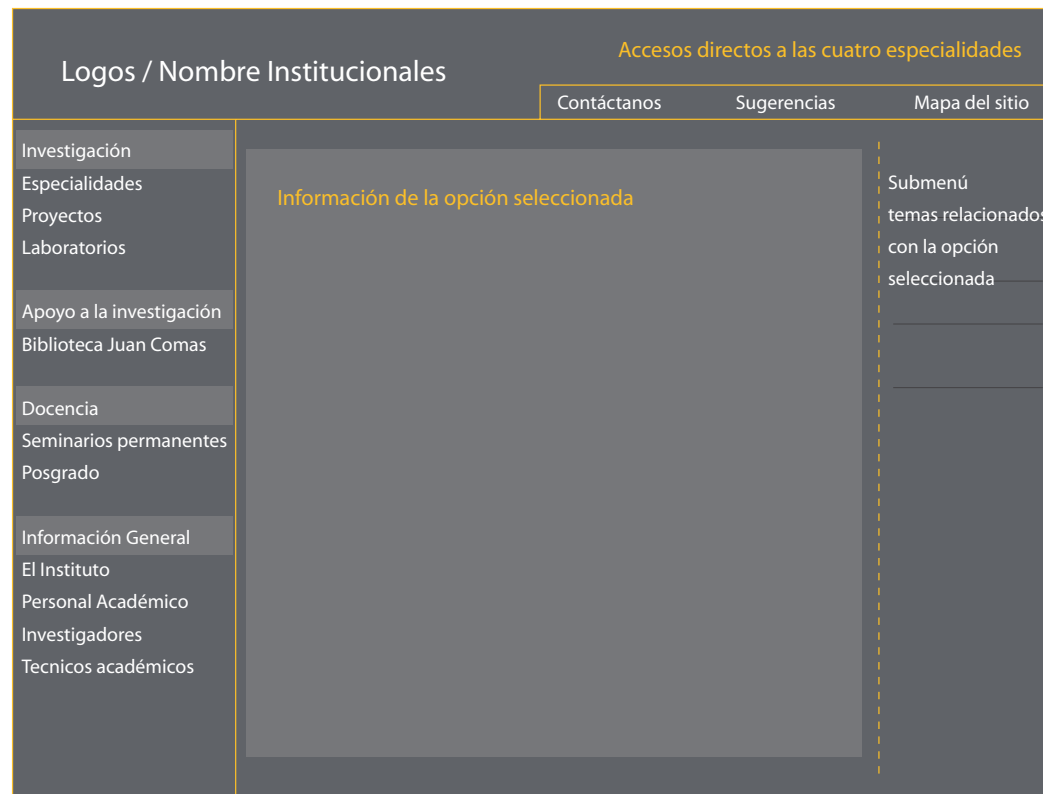 Logos / Nombre Institucionales
Accesos directos a las cuatro especialidades
Contáctanos
Sugerencias
Mapa del sitio
Investigación
Especialidades
Proyectos
Laboratorios
Apoyo a la investigación
Biblioteca Juan Comas
Docencia
Seminarios permanentes
Posgrado
Información General
El Instituto
Personal Académico
Investigadores
Tecnicos académicos
Información de la opción seleccionada
Submenú
temas relacionados
con la opción
seleccionada